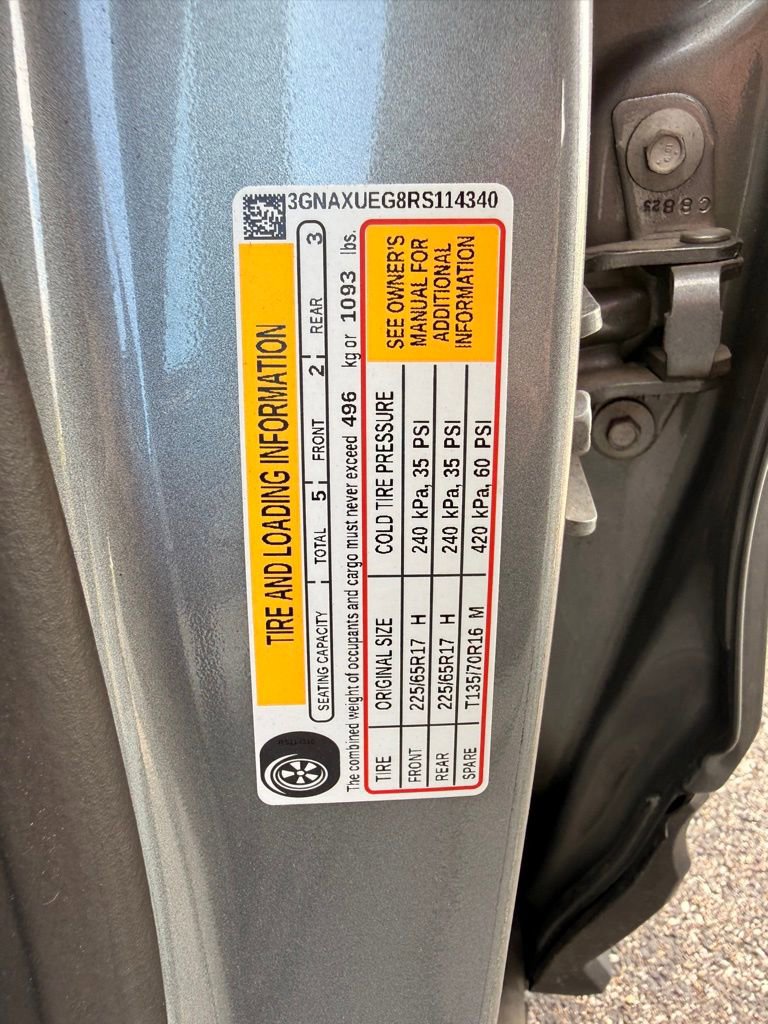 3GNAXUEG8RS114340
TIRE AND LOADING INFORMATION
SEATING CAPACITY TOTAL 5 FRONT 2 REAR 3
The combined weight of occupants and cargo must never exceed 496 kg or 1093 lbs.
TIRE ORIGINAL SIZE COLD TIRE PRESSURE
FRONT 225/65R17 H 240 kPa, 35 PSI
REAR 225/65R17 H 240 kPa, 35 PSI
SPARE T135/70R16 M 420 kPa, 60 PSI
SEE OWNER'S
MANUAL FOR
ADDITIONAL
INFORMATION